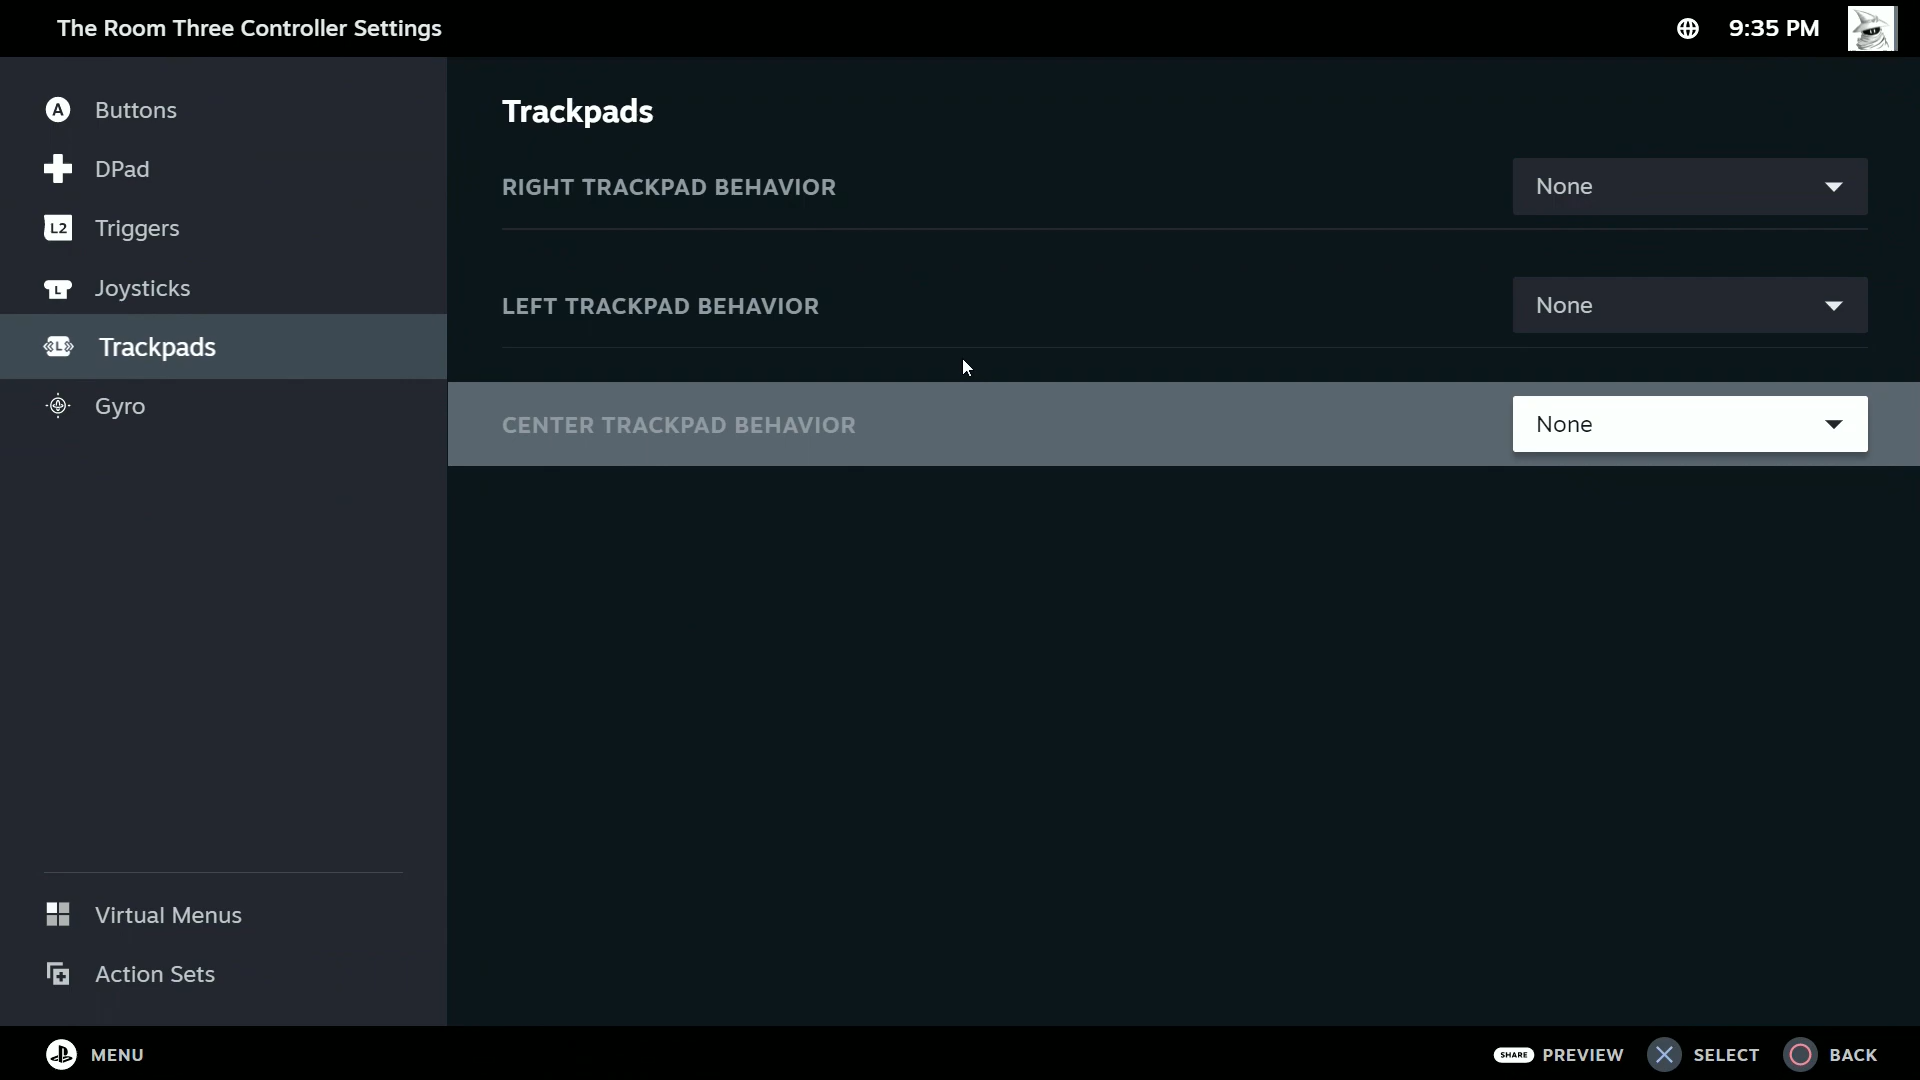 The Room Three Controller Settings
9:35 PM
A Buttons
DPad
L2 Triggers
L Joysticks
L Trackpads
Gyro
Virtual Menus
Action Sets
Trackpads
RIGHT TRACKPAD BEHAVIOR None
LEFT TRACKPAD BEHAVIOR None
CENTER TRACKPAD BEHAVIOR None
MENU
SHARE PREVIEW SELECT BACK